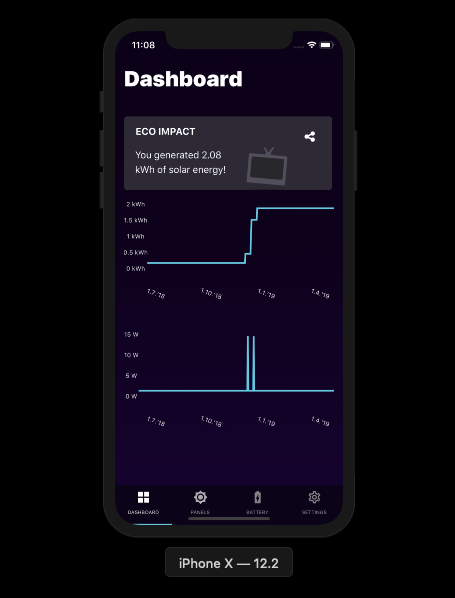 11:08
Dashboard
ECO IMPACT
You generated 2.08
kWh of solar energy!
2 kWh
1.5 kWh
1 kWh
0.5 kWh
0 kWh
1.7.'18
1.10.'18
1.1.'19
1.4.'19
15 W
10 W
5 W
0 W
1.7.'18
1.10.'18
1.1.'19
1.4.'19
DASHBOARD
PANELS
BATTERY
SETTINGS
iPhone X — 12.2